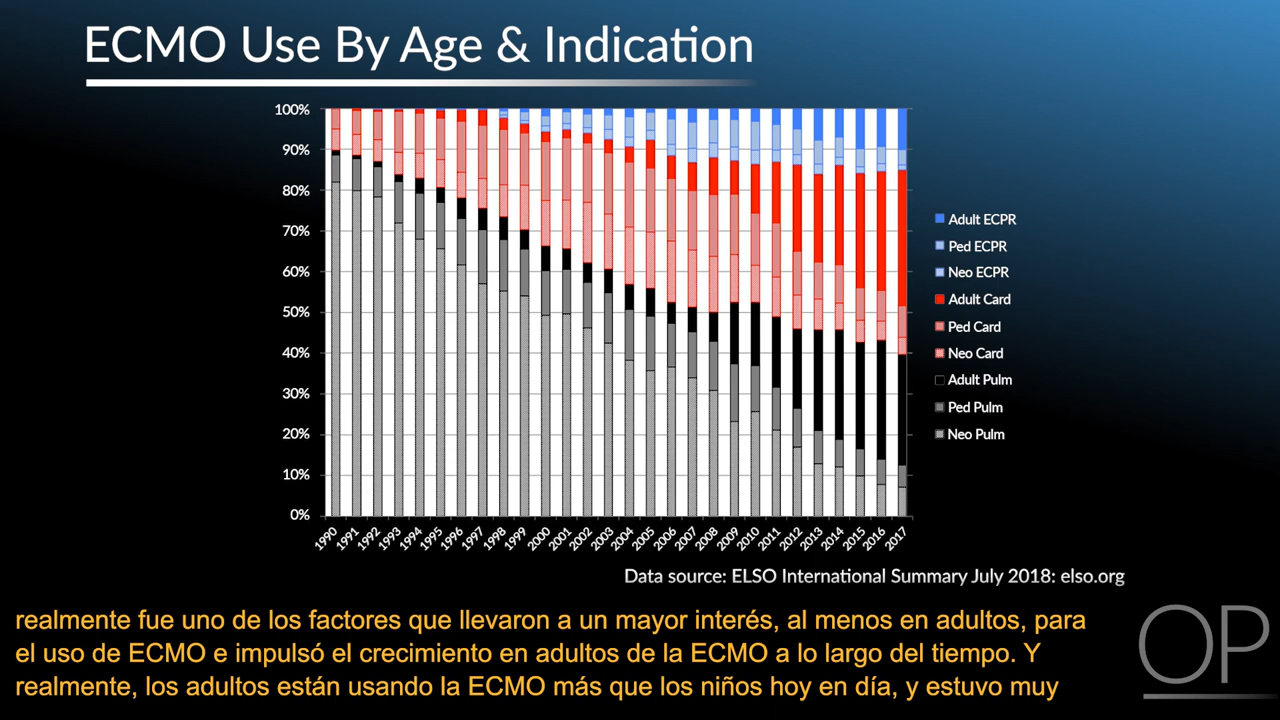 ECMO Use By Age & Indication
100%
90%
80%
70%
60%
50%
40%
30%
20%
10%
0%
1990 1991 1992 1993 1994 1995 1996 1997 1998 1999 2000 2001 2002 2003 2004 2005 2006 2007 2008 2009 2010 2011 2012 2013 2014 2015 2016 2017
Adult ECPR
Ped ECPR
Neo ECPR
Adult Card
Ped Card
Neo Card
Adult Pulm
Ped Pulm
Neo Pulm
Data source: ELSO International Summary July 2018: elso.org
realmente fue uno de los factores que llevaron a un mayor interés, al menos en adultos, para
el uso de ECMO e impulsó el crecimiento en adultos de la ECMO a lo largo del tiempo. Y
realmente, los adultos están usando la ECMO más que los niños hoy en día, y estuvo muy
OP